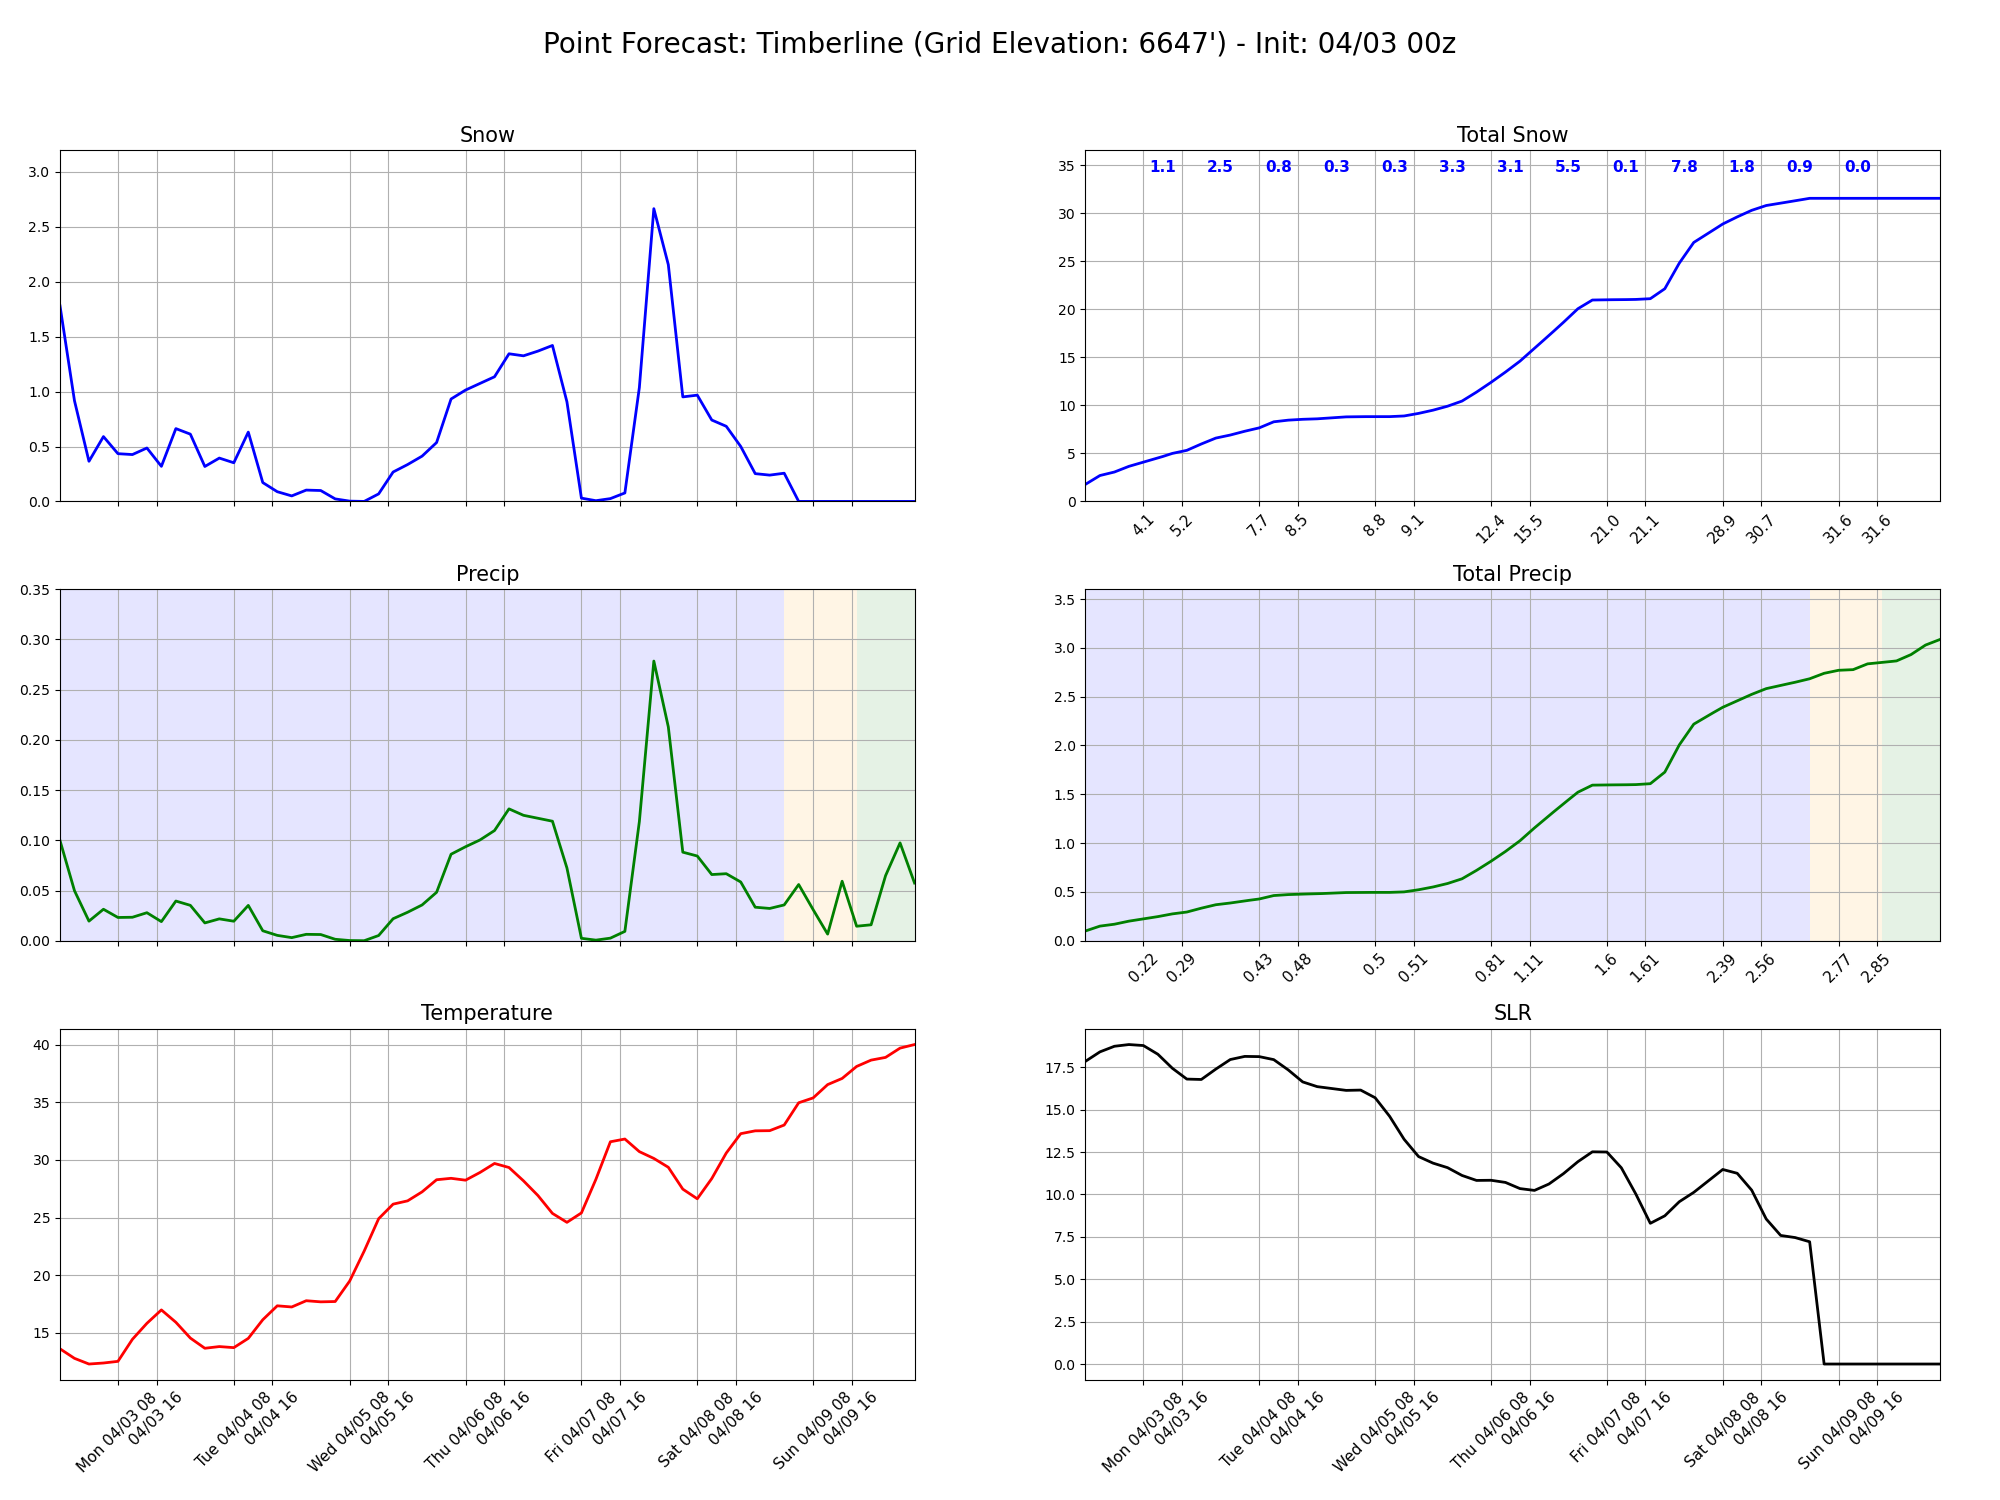 Point Forecast: Timberline (Grid Elevation: 6647') - Init: 04/03 00z
Snow
3.0
2.5
2.0
1.5
1.0
0.5
0.0
Total Snow
1.1 2.5 0.8 0.3 0.3 3.3 3.1 5.5 0.1 7.8 1.8 0.9 0.0
35
30
25
20
15
10
5
0
4.1 5.2 7.7 8.5 8.8 9.1 12.4 15.5 21.0 21.1 28.9 30.7 31.6 31.6
Precip
0.35
0.30
0.25
0.20
0.15
0.10
0.05
0.00
Total Precip
3.5
3.0
2.5
2.0
1.5
1.0
0.5
0.0
0.22 0.29 0.43 0.48 0.5 0.51 0.81 1.11 1.6 1.61 2.39 2.56 2.77 2.85
Temperature
40
35
30
25
20
15
Mon 04/03 08
04/03 16
Tue 04/04 08
04/04 16
Wed 04/05 08
04/05 16
Thu 04/06 08
04/06 16
Fri 04/07 08
04/07 16
Sat 04/08 08
04/08 16
Sun 04/09 08
04/09 16
SLR
17.5
15.0
12.5
10.0
7.5
5.0
2.5
0.0
Mon 04/03 08
04/03 16
Tue 04/04 08
04/04 16
Wed 04/05 08
04/05 16
Thu 04/06 08
04/06 16
Fri 04/07 08
04/07 16
Sat 04/08 08
04/08 16
Sun 04/09 08
04/09 16